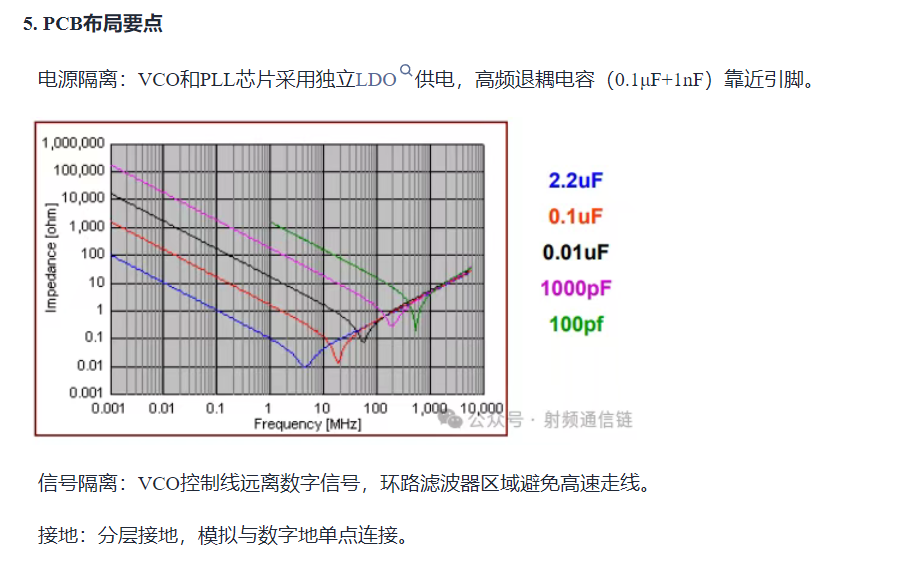 5. PCB布局要点
电源隔离：VCO和PLL芯片采用独立LDO供电，高频退耦电容（0.1μF+1nF）靠近引脚。
1,000,000
100,000
10,000
1,000
100
10
1
0.1
0.01
0.001
Impedance [ohm]
0.001 0.01 0.1 1 10 100 1,000 10,000
Frequency [MHz]
2.2uF
0.1uF
0.01uF
1000pF
100pf
公众号 · 射频通信链
信号隔离：VCO控制线远离数字信号，环路滤波器区域避免高速走线。
接地：分层接地，模拟与数字地单点连接。